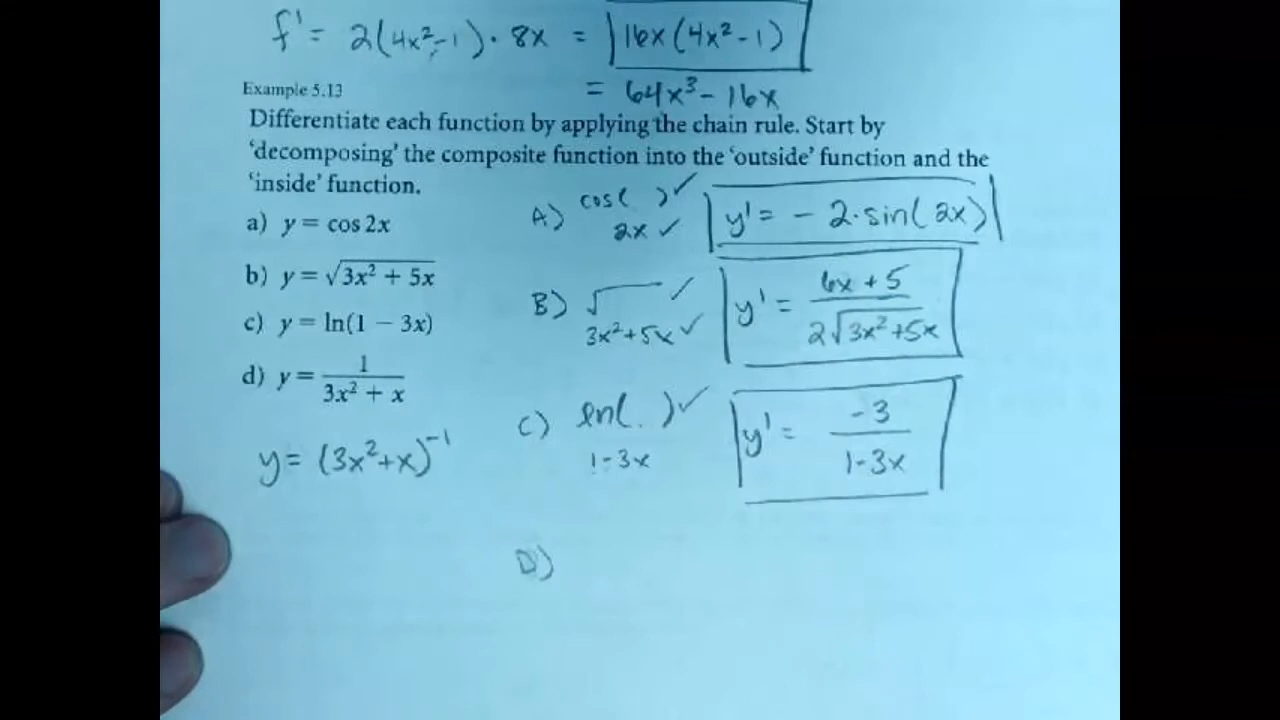 f' = 2(4x²-1) · 8x = 16x(4x²-1)
Example 5.13
= 64x³ - 16x
Differentiate each function by applying the chain rule. Start by
'decomposing' the composite function into the 'outside' function and the
'inside' function.
a) y = cos 2x
b) y = √(3x² + 5x)
c) y = ln(1 − 3x)
d) y = 1/(3x² + x)
y = (3x²+x)⁻¹
A) cos( ) ✓
2x ✓
y' = - 2·sin(2x)
B) √ ✓
3x²+5x ✓
y' = (6x + 5)/(2√(3x²+5x))
C) ln( ) ✓
1-3x
y' = -3/(1-3x)
D)